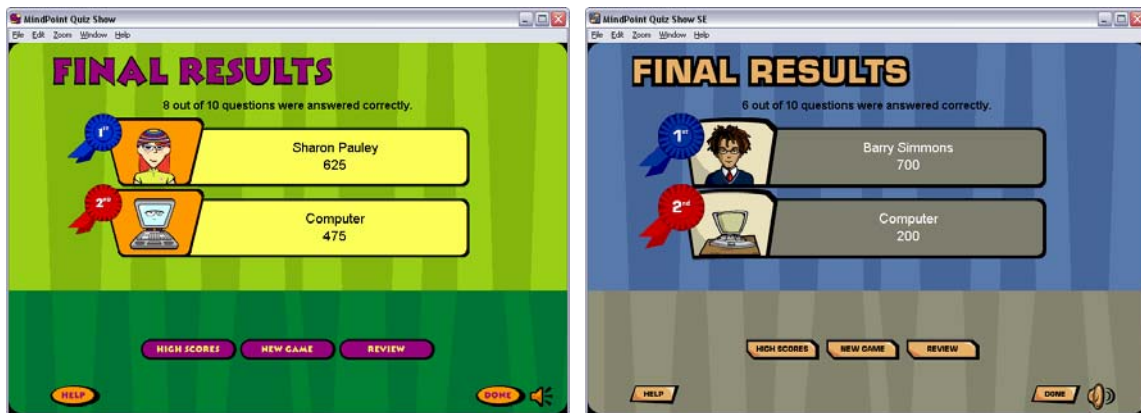 MindPoint Quiz Show
File Edit Zoom Window Help
FINAL RESULTS
8 out of 10 questions were answered correctly.
1ST
Sharon Pauley
625
2ND
Computer
475
HIGH SCORES NEW GAME REVIEW
HELP DONE
MindPoint Quiz Show SE
File Edit Zoom Window Help
FINAL RESULTS
6 out of 10 questions were answered correctly.
1st
Barry Simmons
700
2nd
Computer
200
HIGH SCORES NEW GAME REVIEW
HELP DONE